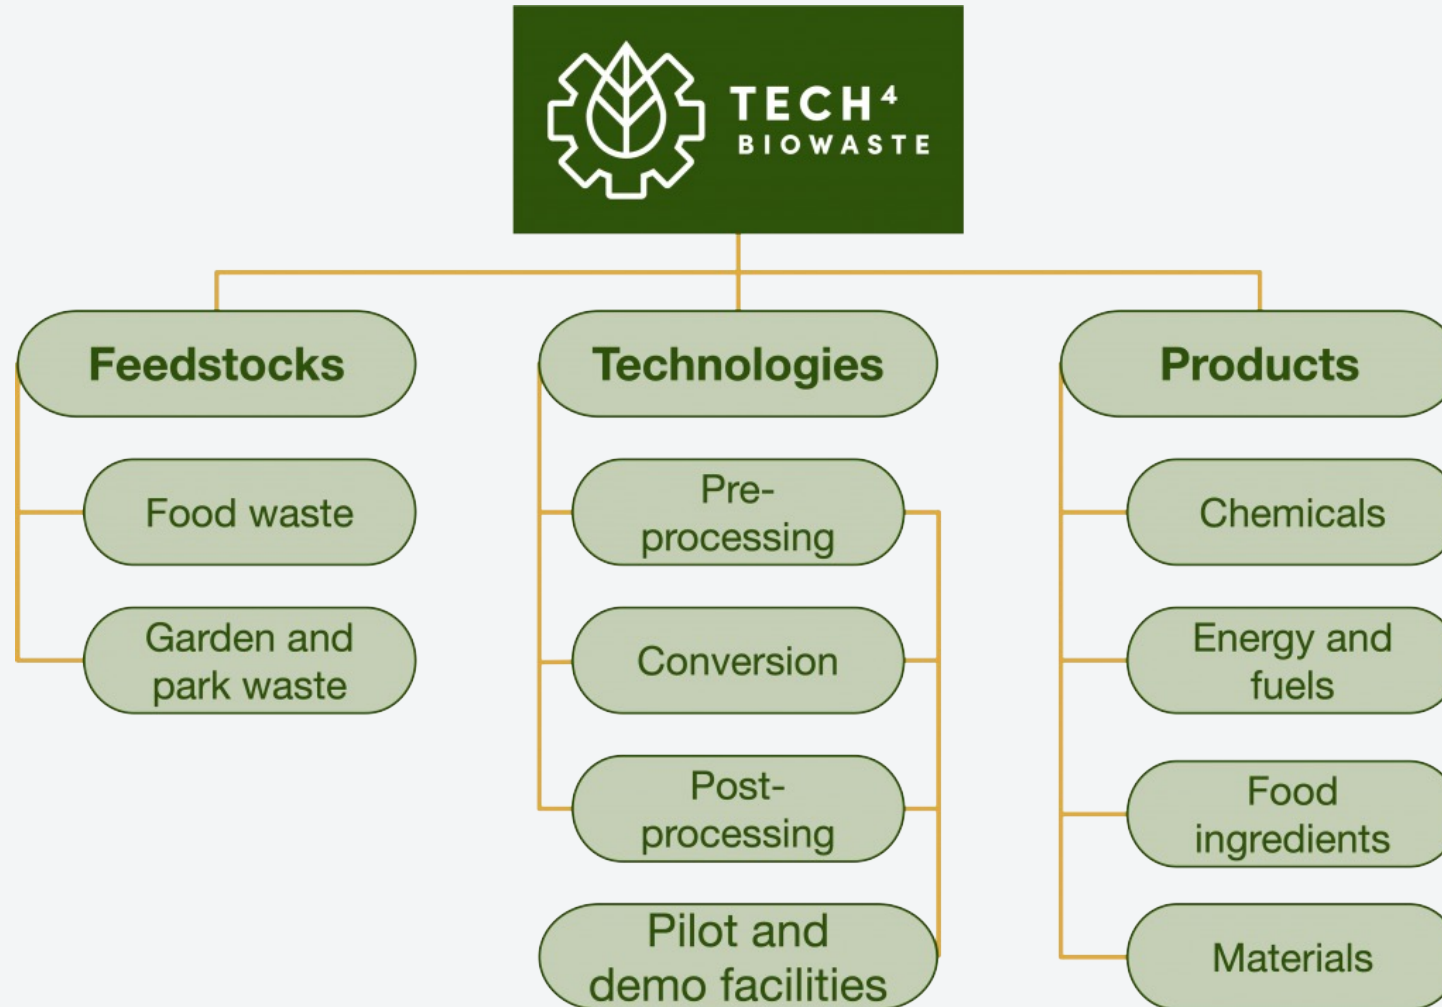 TECH⁴
BIOWASTE
Feedstocks
Food waste
Garden and
park waste
Technologies
Pre-
processing
Conversion
Post-
processing
Pilot and
demo facilities
Products
Chemicals
Energy and
fuels
Food
ingredients
Materials